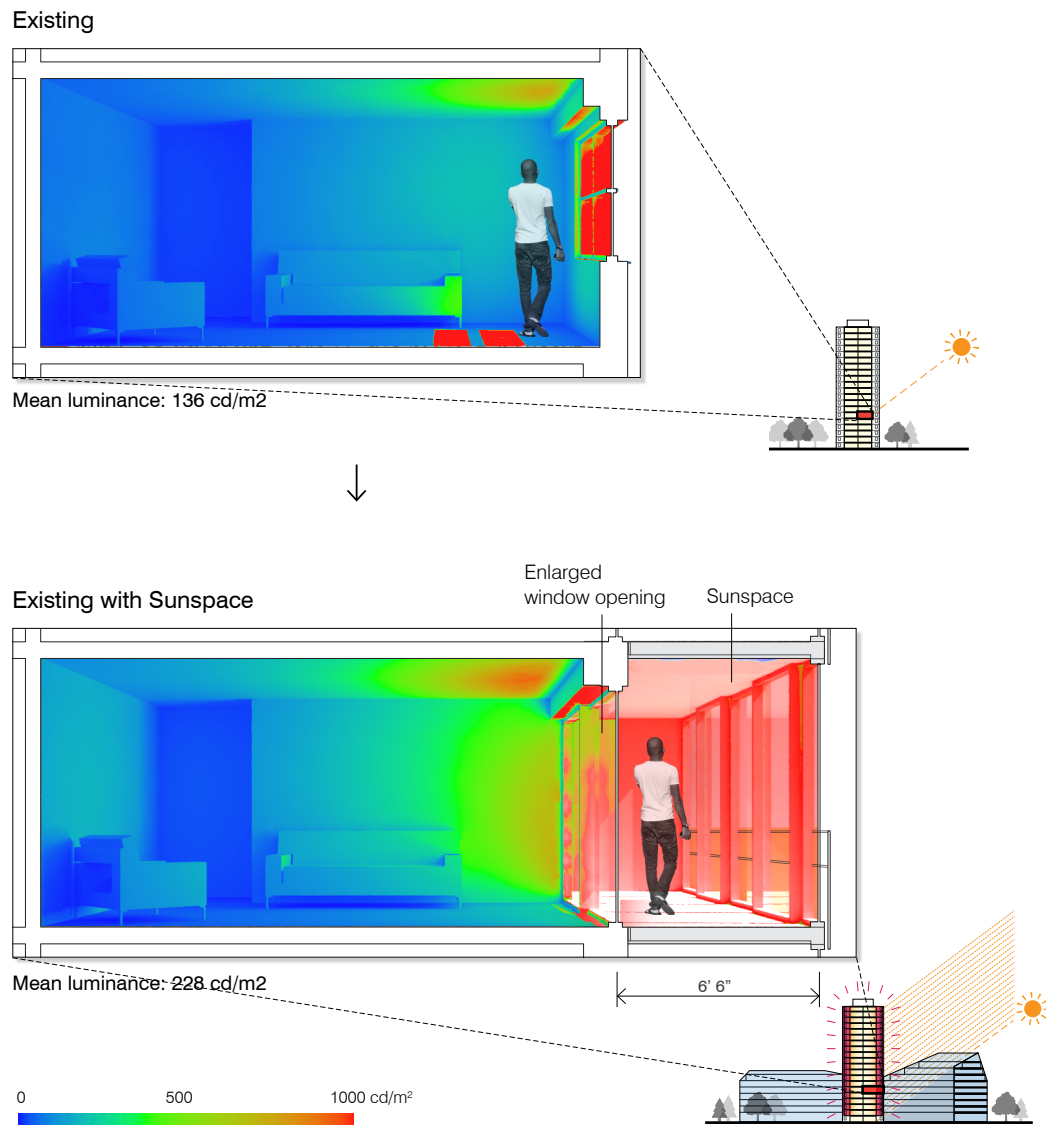 Existing
Mean luminance: 136 cd/m2
Enlarged
window opening
Sunspace
Existing with Sunspace
Mean luminance: 228 cd/m2
6’ 6”
0 500 1000 cd/m²